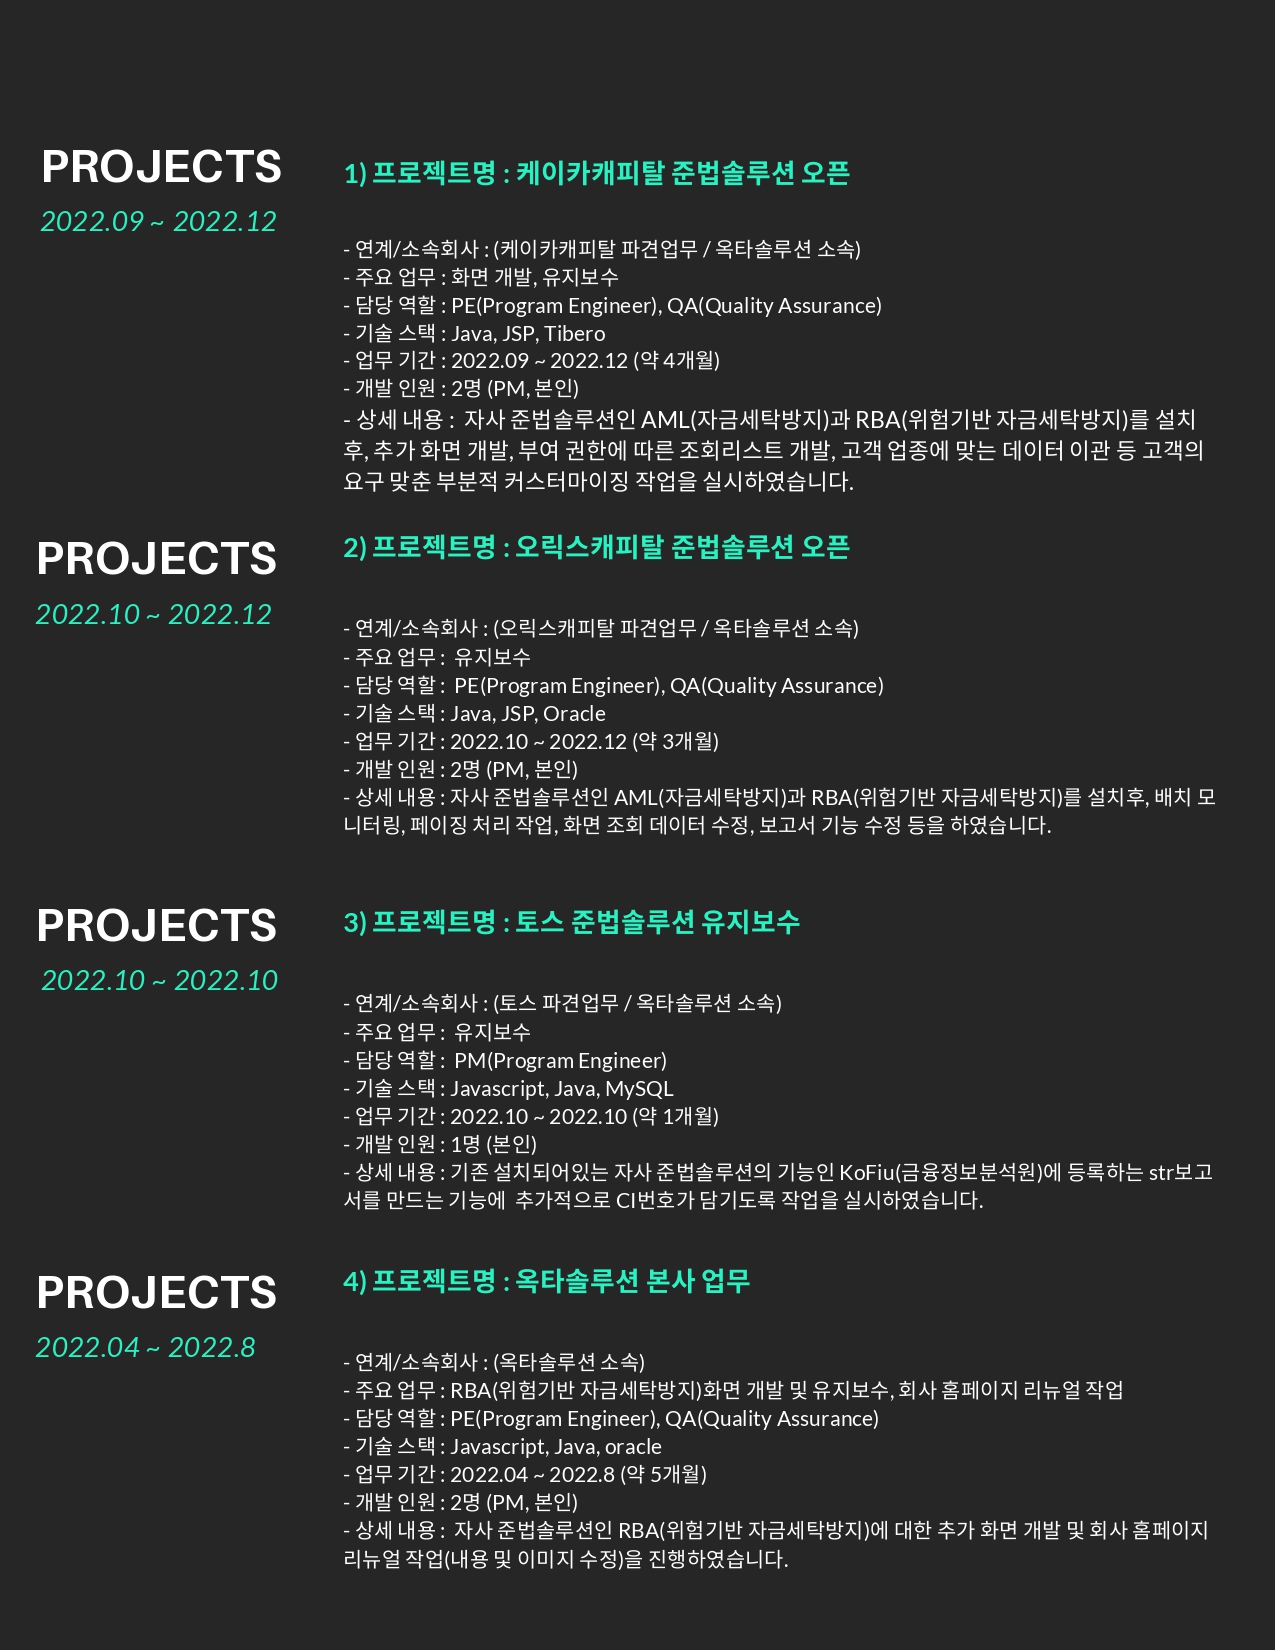 PROJECTS
2022.09 ~ 2022.12
1) 프로젝트명 : 케이카캐피탈 준법솔루션 오픈
- 연계/소속회사 : (케이카캐피탈 파견업무 / 옥타솔루션 소속)
- 주요 업무 : 화면 개발, 유지보수
- 담당 역할 : PE(Program Engineer), QA(Quality Assurance)
- 기술 스택 : Java, JSP, Tibero
- 업무 기간 : 2022.09 ~ 2022.12 (약 4개월)
- 개발 인원 : 2명 (PM, 본인)
- 상세 내용 :  자사 준법솔루션인 AML(자금세탁방지)과 RBA(위험기반 자금세탁방지)를 설치
후, 추가 화면 개발, 부여 권한에 따른 조회리스트 개발, 고객 업종에 맞는 데이터 이관 등 고객의
요구 맞춘 부분적 커스터마이징 작업을 실시하였습니다.
PROJECTS
2022.10 ~ 2022.12
2) 프로젝트명 : 오릭스캐피탈 준법솔루션 오픈
- 연계/소속회사 : (오릭스캐피탈 파견업무 / 옥타솔루션 소속)
- 주요 업무 :  유지보수
- 담당 역할 :  PE(Program Engineer), QA(Quality Assurance)
- 기술 스택 : Java, JSP, Oracle
- 업무 기간 : 2022.10 ~ 2022.12 (약 3개월)
- 개발 인원 : 2명 (PM, 본인)
- 상세 내용 : 자사 준법솔루션인 AML(자금세탁방지)과 RBA(위험기반 자금세탁방지)를 설치후, 배치 모
니터링, 페이징 처리 작업, 화면 조회 데이터 수정, 보고서 기능 수정 등을 하였습니다.
PROJECTS
2022.10 ~ 2022.10
3) 프로젝트명 : 토스 준법솔루션 유지보수
- 연계/소속회사 : (토스 파견업무 / 옥타솔루션 소속)
- 주요 업무 :  유지보수
- 담당 역할 :  PM(Program Engineer)
- 기술 스택 : Javascript, Java, MySQL
- 업무 기간 : 2022.10 ~ 2022.10 (약 1개월)
- 개발 인원 : 1명 (본인)
- 상세 내용 : 기존 설치되어있는 자사 준법솔루션의 기능인 KoFiu(금융정보분석원)에 등록하는 str보고
서를 만드는 기능에  추가적으로 CI번호가 담기도록 작업을 실시하였습니다.
PROJECTS
2022.04 ~ 2022.8
4) 프로젝트명 : 옥타솔루션 본사 업무
- 연계/소속회사 : (옥타솔루션 소속)
- 주요 업무 : RBA(위험기반 자금세탁방지)화면 개발 및 유지보수, 회사 홈페이지 리뉴얼 작업
- 담당 역할 : PE(Program Engineer), QA(Quality Assurance)
- 기술 스택 : Javascript, Java, oracle
- 업무 기간 : 2022.04 ~ 2022.8 (약 5개월)
- 개발 인원 : 2명 (PM, 본인)
- 상세 내용 :  자사 준법솔루션인 RBA(위험기반 자금세탁방지)에 대한 추가 화면 개발 및 회사 홈페이지
리뉴얼 작업(내용 및 이미지 수정)을 진행하였습니다.